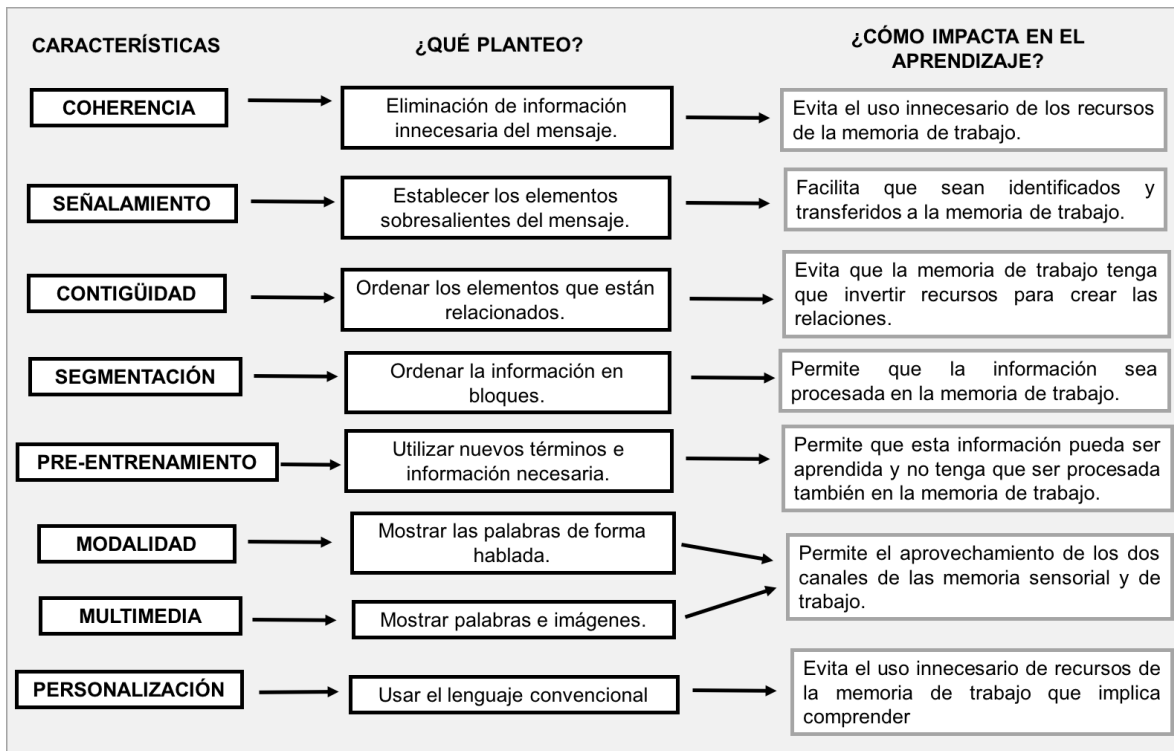 CARACTERÍSTICAS
¿QUÉ PLANTEO?
¿CÓMO IMPACTA EN EL
APRENDIZAJE?
COHERENCIA
Eliminación de información
innecesaria del mensaje.
Evita el uso innecesario de los recursos
de la memoria de trabajo.
SEÑALAMIENTO
Establecer los elementos
sobresalientes del mensaje.
Facilita que sean identificados y
transferidos a la memoria de trabajo.
CONTIGÜIDAD
Ordenar los elementos que están
relacionados.
Evita que la memoria de trabajo tenga
que invertir recursos para crear las
relaciones.
SEGMENTACIÓN
Ordenar la información en
bloques.
Permite que la información sea
procesada en la memoria de trabajo.
PRE-ENTRENAMIENTO
Utilizar nuevos términos e
información necesaria.
Permite que esta información pueda ser
aprendida y no tenga que ser procesada
también en la memoria de trabajo.
MODALIDAD
Mostrar las palabras de forma
hablada.
Permite el aprovechamiento de los dos
canales de las memoria sensorial y de
trabajo.
MULTIMEDIA
Mostrar palabras e imágenes.
PERSONALIZACIÓN
Usar el lenguaje convencional
Evita el uso innecesario de recursos de
la memoria de trabajo que implica
comprender